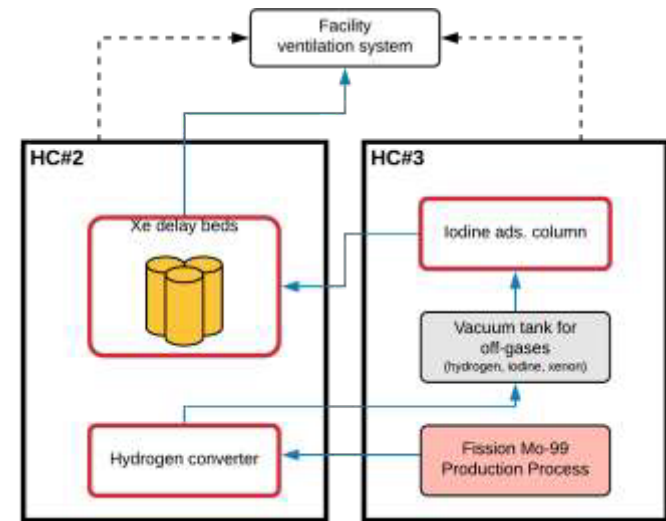 Facility
ventilation system
HC#2
HC#3
Xe delay beds
Iodine ads. column
Vacuum tank for
off-gases
(hydrogen, iodine, xenon)
Hydrogen converter
Fission Mo-99
Production Process